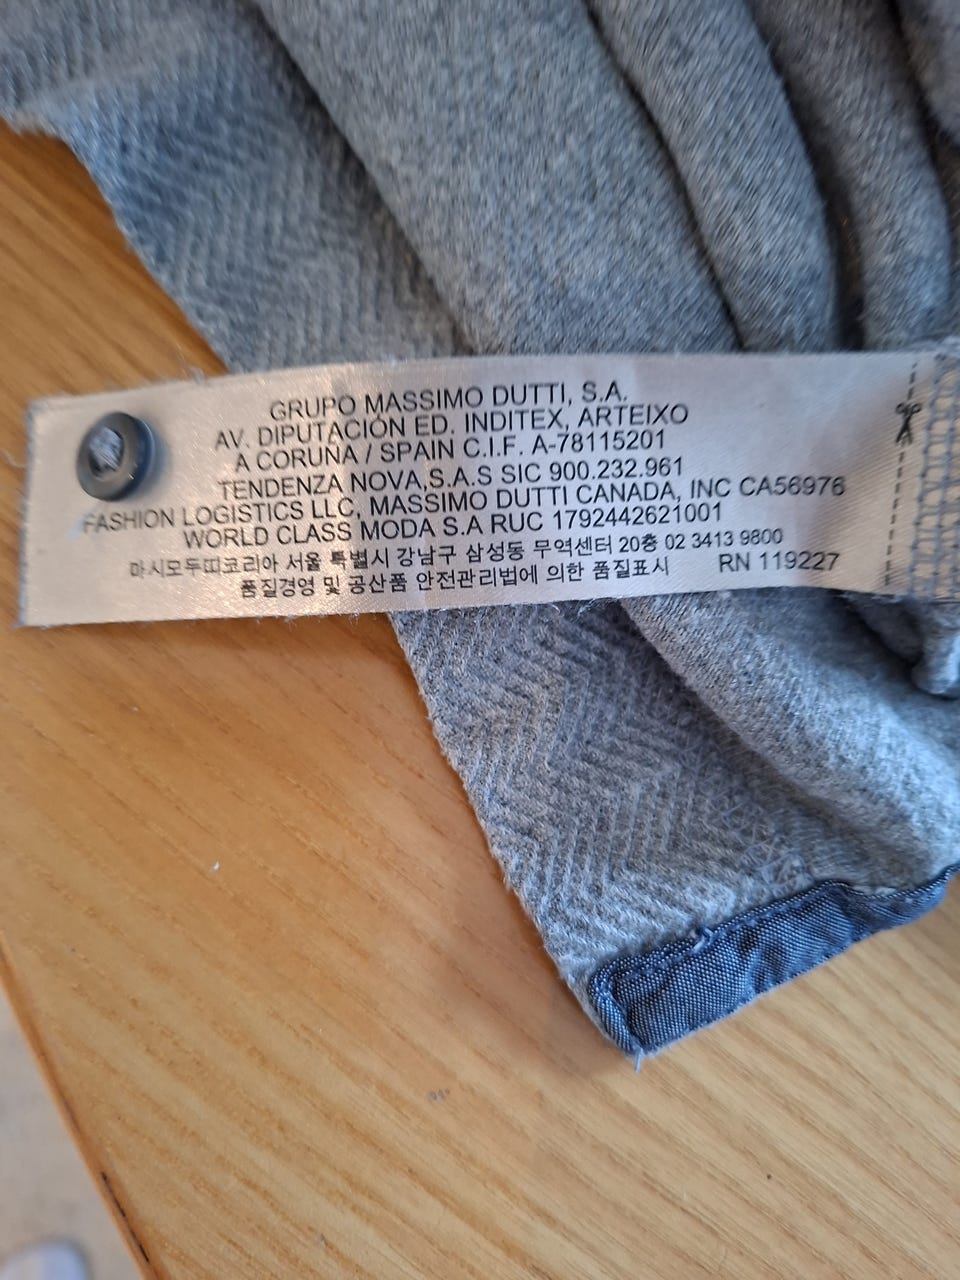 GRUPO MASSIMO DUTTI, S.A.
AV. DIPUTACIÓN ED. INDITEX, ARTEIXO
A CORUÑA / SPAIN C.I.F. A-78115201
TENDENZA NOVA,S.A.S SIC 900.232.961
FASHION LOGISTICS LLC, MASSIMO DUTTI CANADA, INC CA56976
WORLD CLASS MODA S.A RUC 1792442621001
마시모두띠코리아 서울 특별시 강남구 삼성동 무역센터 20층 02 3413 9800
품질경영 및 공산품 안전관리법에 의한 품질표시 RN 119227